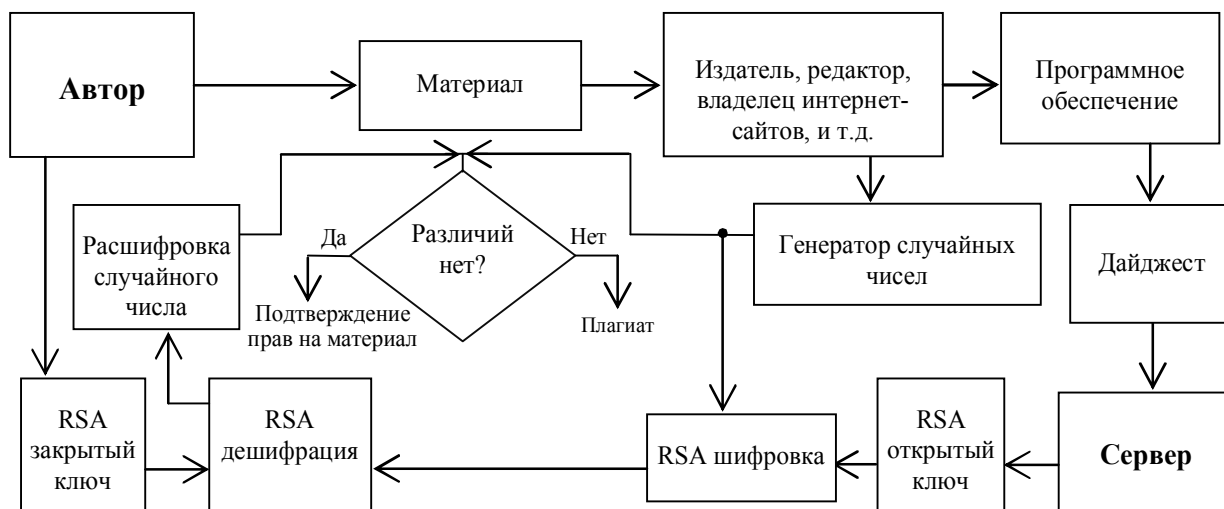 Автор
Материал
Издатель, редактор,
владелец интернет-
сайтов, и т.д.
Программное
обеспечение
Расшифровка
случайного
числа
Да
Различий
нет?
Нет
Генератор случайных
чисел
Дайджест
Подтверждение
прав на материал
Плагиат
RSA
закрытый
ключ
RSA
дешифрация
RSA шифровка
RSA
открытый
ключ
Сервер